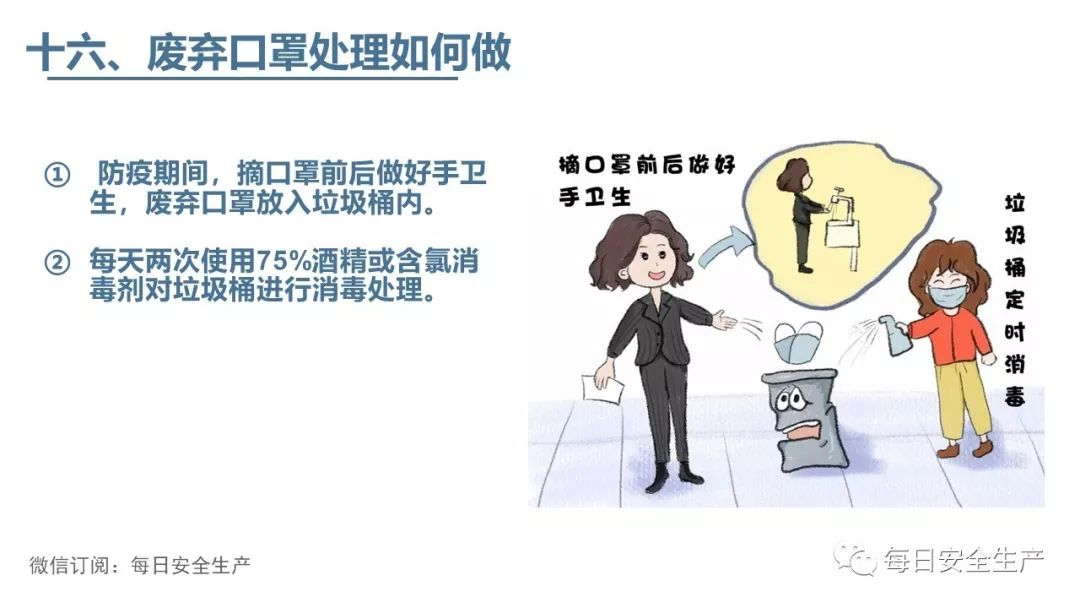 十六、废弃口罩处理如何做
① 防疫期间，摘口罩前后做好手卫
生，废弃口罩放入垃圾桶内。
② 每天两次使用75%酒精或含氯消
毒剂对垃圾桶进行消毒处理。
摘口罩前后做好
手卫生
垃圾桶定时消毒
微信订阅：每日安全生产
每日安全生产